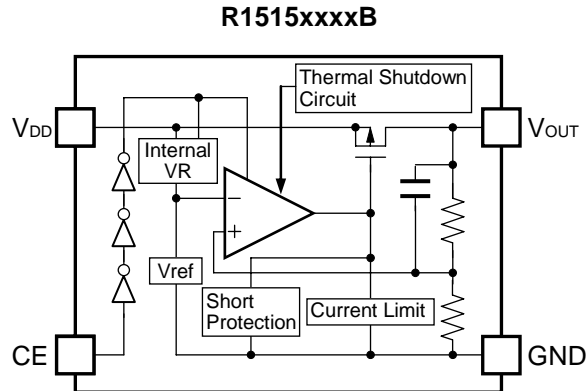 R1515xxxxB
Thermal Shutdown
Circuit
VDD
VOUT
Internal
VR
−
+
Vref
Short
Protection
Current Limit
CE
GND